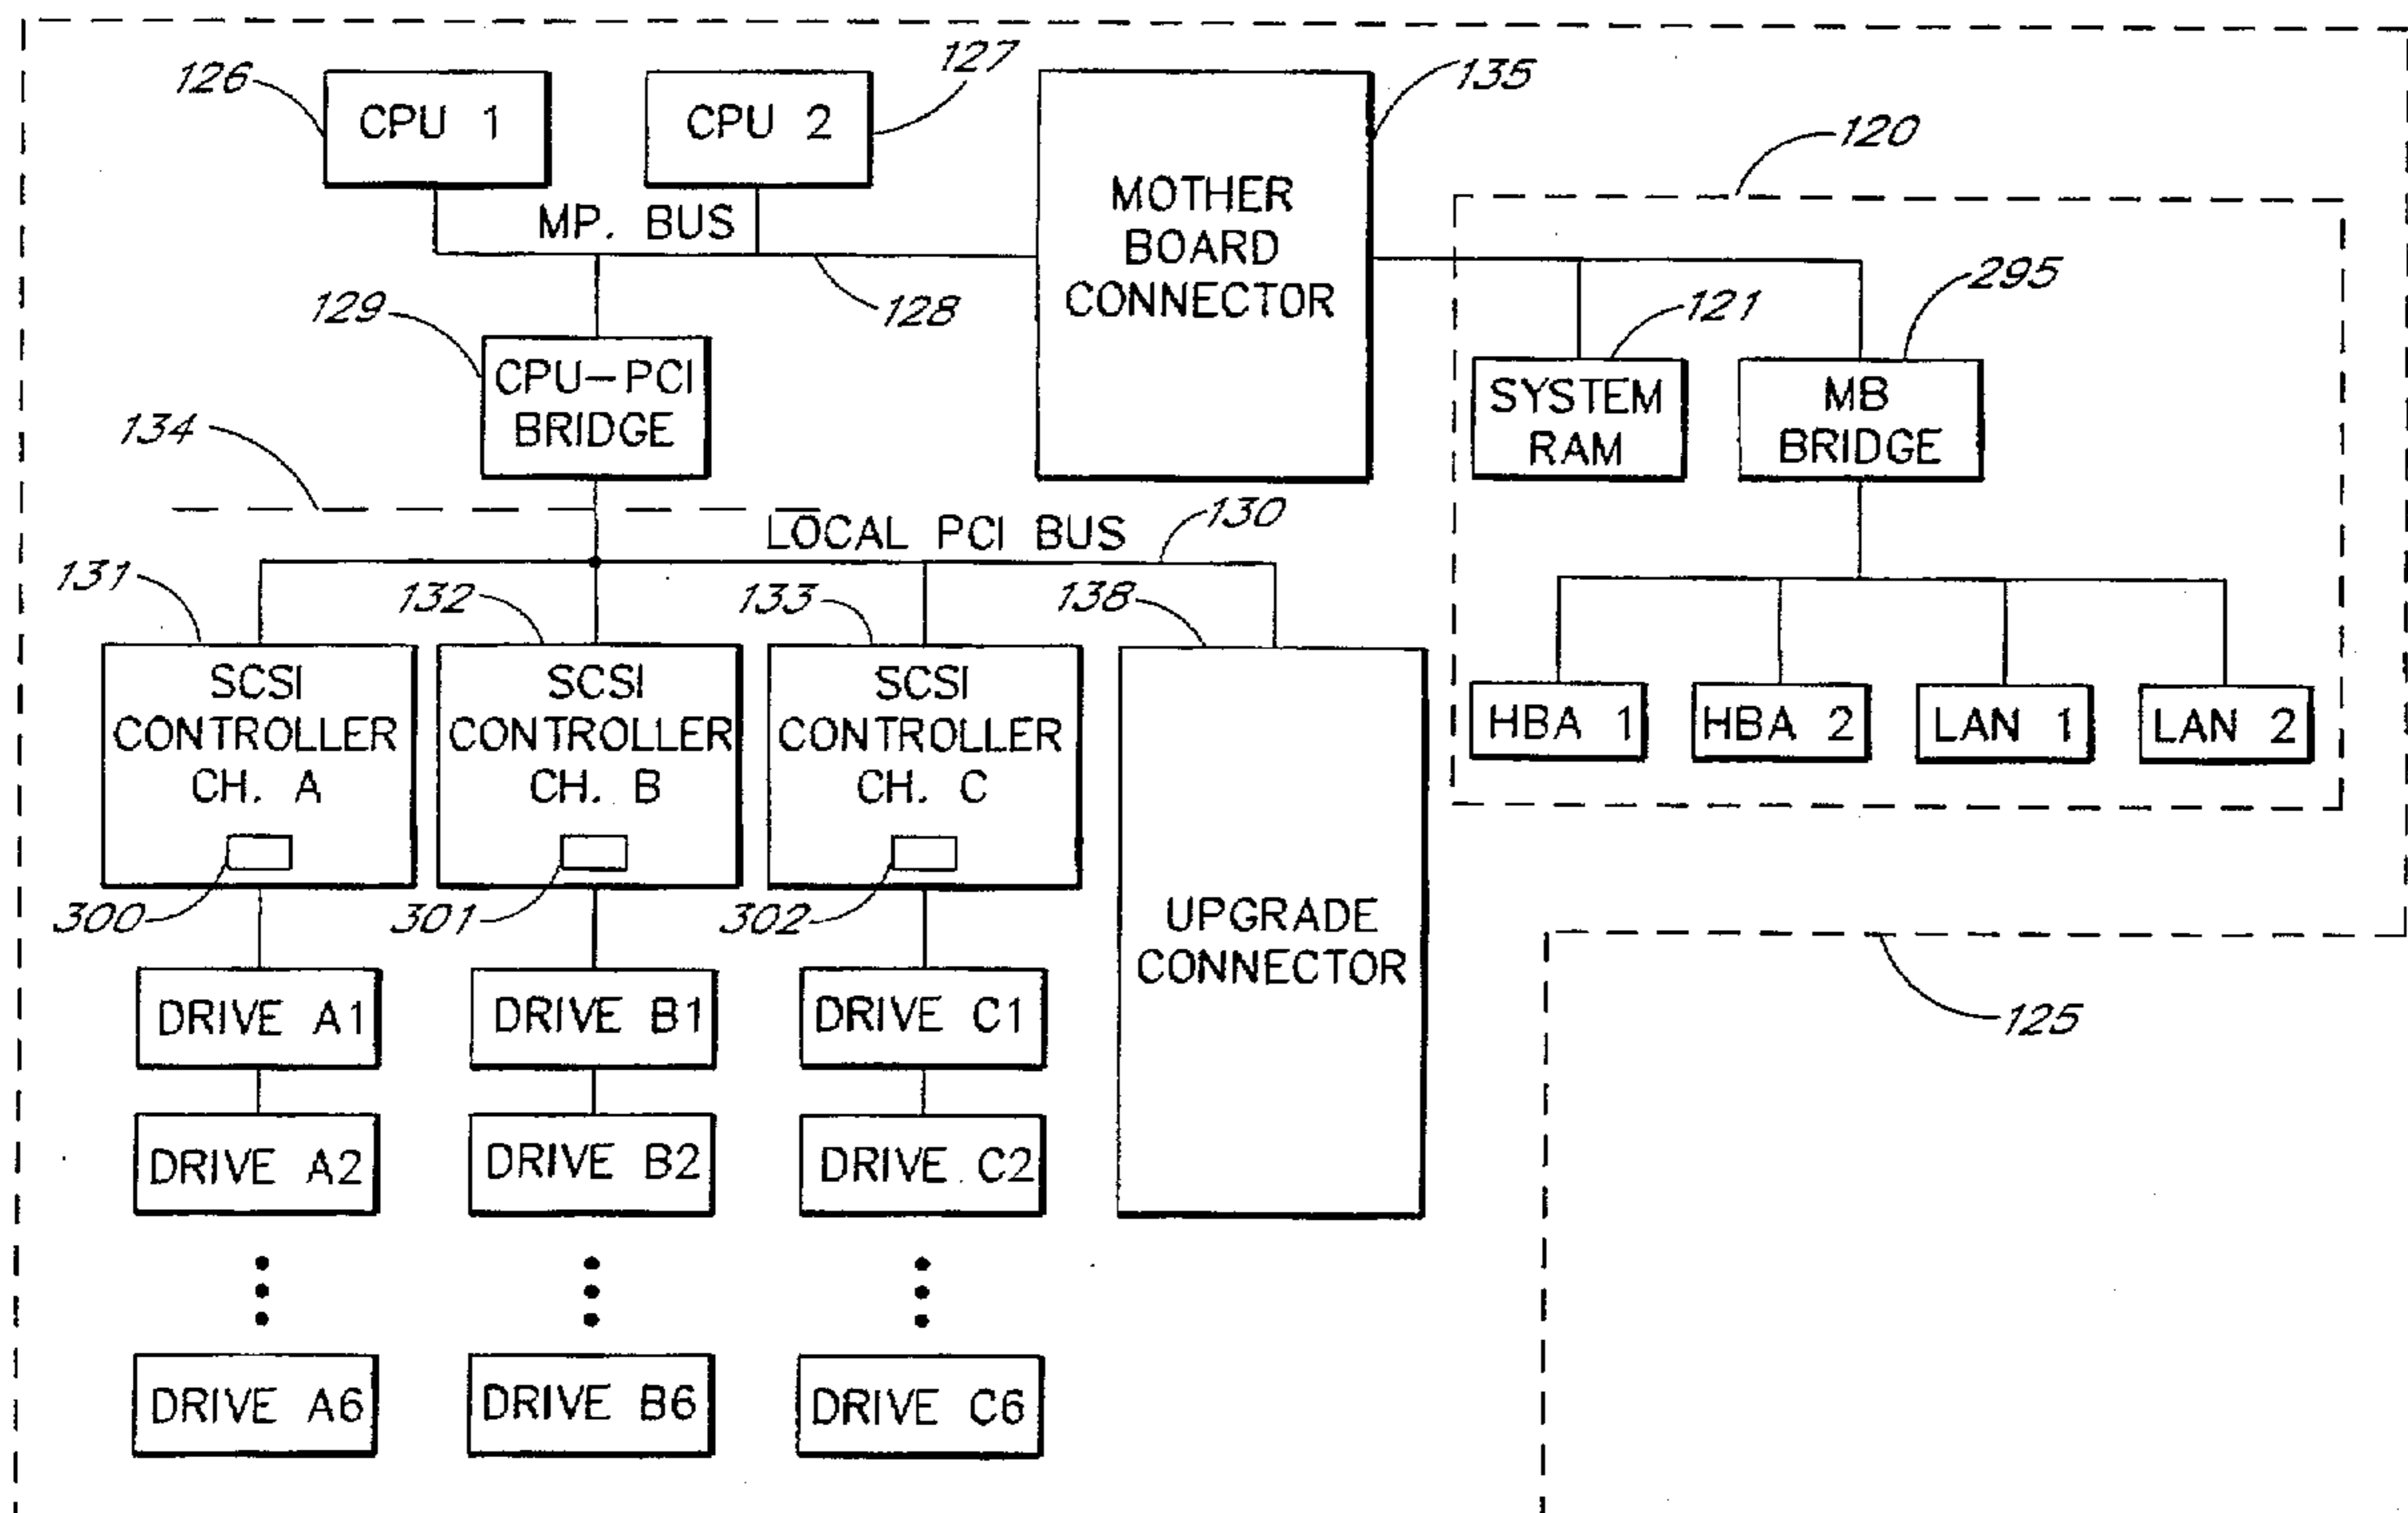 126
CPU 1
CPU 2
127
135
120
MOTHER
BOARD
CONNECTOR
MP. BUS
128
129
CPU-PCI
BRIDGE
121
295
SYSTEM
RAM
MB
BRIDGE
134
LOCAL PCI BUS
130
131
132
133
138
SCSI
CONTROLLER
CH. A
SCSI
CONTROLLER
CH. B
SCSI
CONTROLLER
CH. C
HBA 1
HBA 2
LAN 1
LAN 2
300
301
302
UPGRADE
CONNECTOR
125
DRIVE A1
DRIVE B1
DRIVE C1
DRIVE A2
DRIVE B2
DRIVE C2
DRIVE A6
DRIVE B6
DRIVE C6